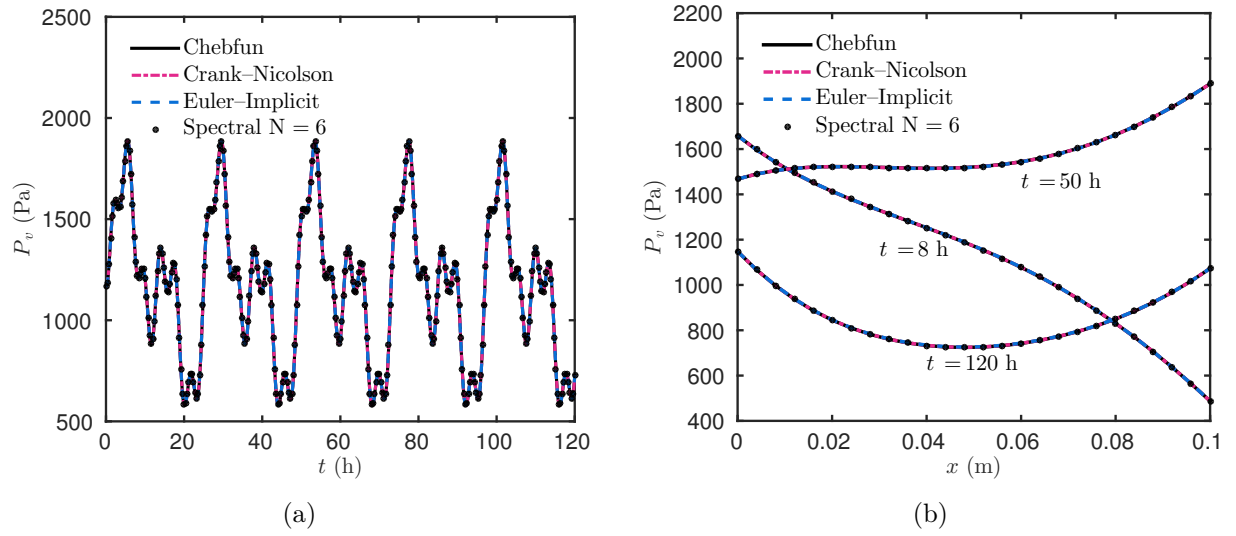 2500
2000
1500
1000
500
0 20 40 60 80 100 120
P_v (Pa)
t (h)
Chebfun
Crank–Nicolson
Euler–Implicit
Spectral N = 6
(a)
2200
2000
1800
1600
1400
1200
1000
800
600
400
0 0.02 0.04 0.06 0.08 0.1
P_v (Pa)
x (m)
Chebfun
Crank–Nicolson
Euler–Implicit
Spectral N = 6
t = 50 h
t = 8 h
t = 120 h
(b)